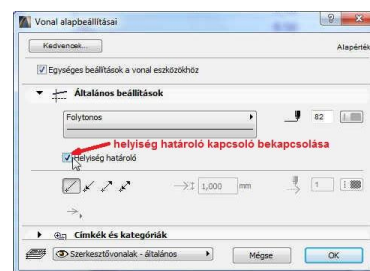 Vonal alapbeállításai
Kedvencek...
Alapérték
Egységes beállítások a vonal eszközökhöz
Általános beállítások
Folytonos
82
helyiség határoló kapcsoló bekapcsolása
Helyiség határoló
1,000 mm
1
Címkék és kategóriák
Szerkesztővonalak - általános
Mégse
OK